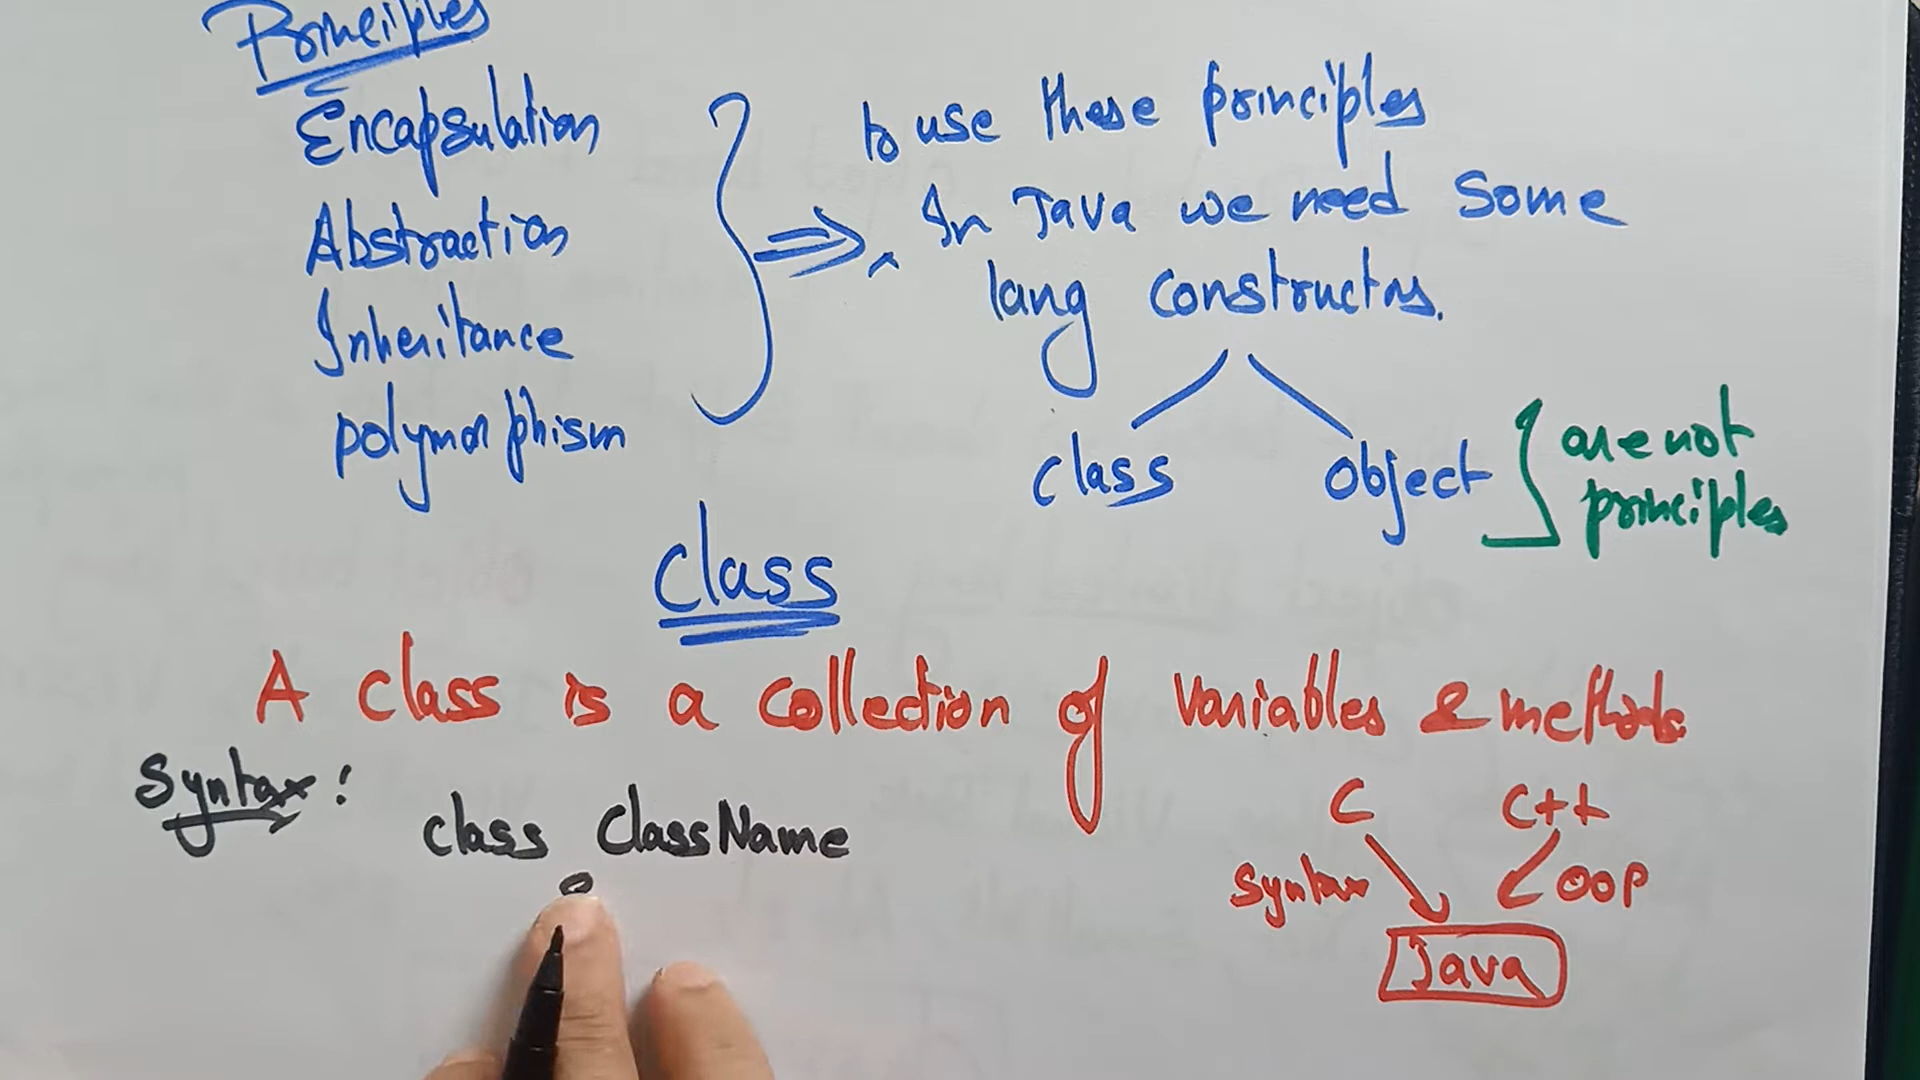 Principles
Encapsulation
Abstraction
Inheritance
polymorphism
to use these principles
In Java we need some
lang constructors.
class
object
are not
principles
class
A class is a collection of variables & methods
Syntax:
class ClassName
C
C++
syntax
OOP
Java